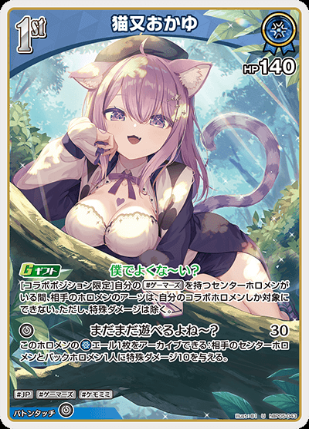 1st
猫又おかゆ
HP140
Gギフト 僕でよくな〜い?
[コラボポジション限定]自分の#ゲーマーズを持つセンターホロメン
がいる間、相手のホロメンのアーツは、自分のコラボホロメンしか対象に
できない。ただし、特殊ダメージは除く。
まだまだ遊べるよね〜? 30
このホロメンの エール1枚をアーカイブできる:相手のセンターホロ
メンとバックホロメン1人に特殊ダメージ10を与える。
#JP #ゲーマーズ #ケモミミ
バトンタッチ